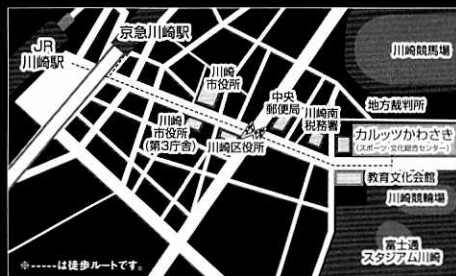 京急川崎駅
JR
川崎駅
川崎競馬場
川崎
市役所
中央
郵便局
川崎南
税務署
地方裁判所
川崎
市役所
(第3庁舎)
川崎区役所
カルッツかわさき
(スポーツ・文化総合センター)
教育文化会館
川崎競輪場
富士通
スタジアム川崎
※-----は徒歩ルートです。